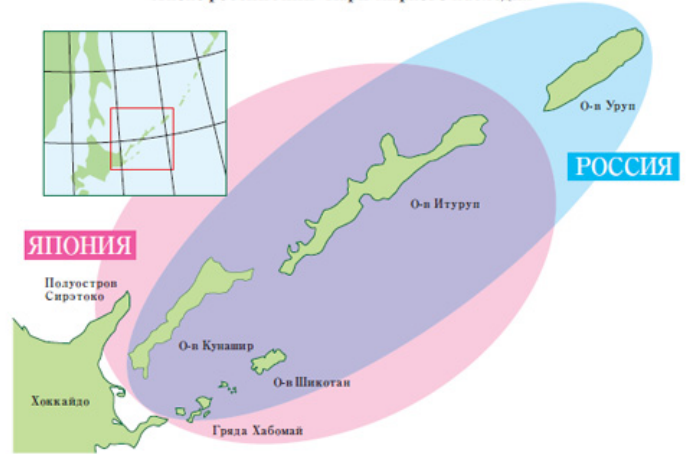 О-в Уруп
РОССИЯ
О-в Итуруп
ЯПОНИЯ
Полуостров
Сирэтоко
О-в Кунашир
О-в Шикотан
Хоккайдо
Гряда Хабомай